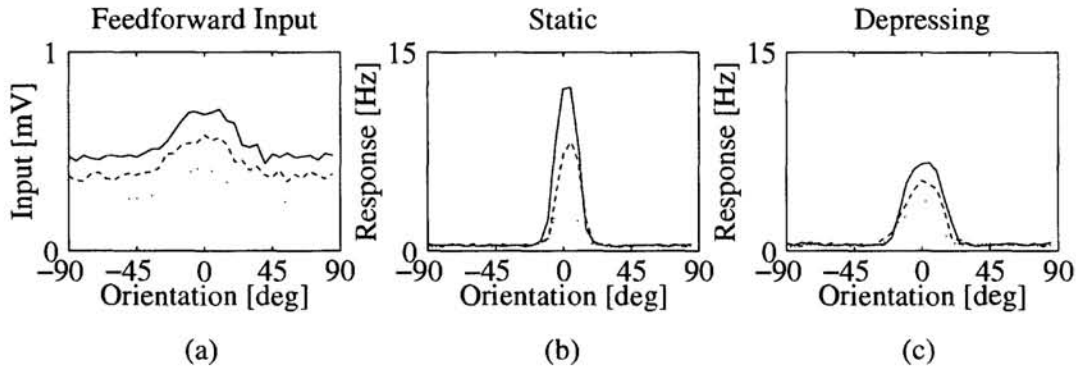 Feedforward Input
1
Input [mV]
0
−90 −45 0 45 90
Orientation [deg]
(a)
Static
15
Response [Hz]
0
−90 −45 0 45 90
Orientation [deg]
(b)
Depressing
15
Response [Hz]
0
−90 −45 0 45 90
Orientation [deg]
(c)